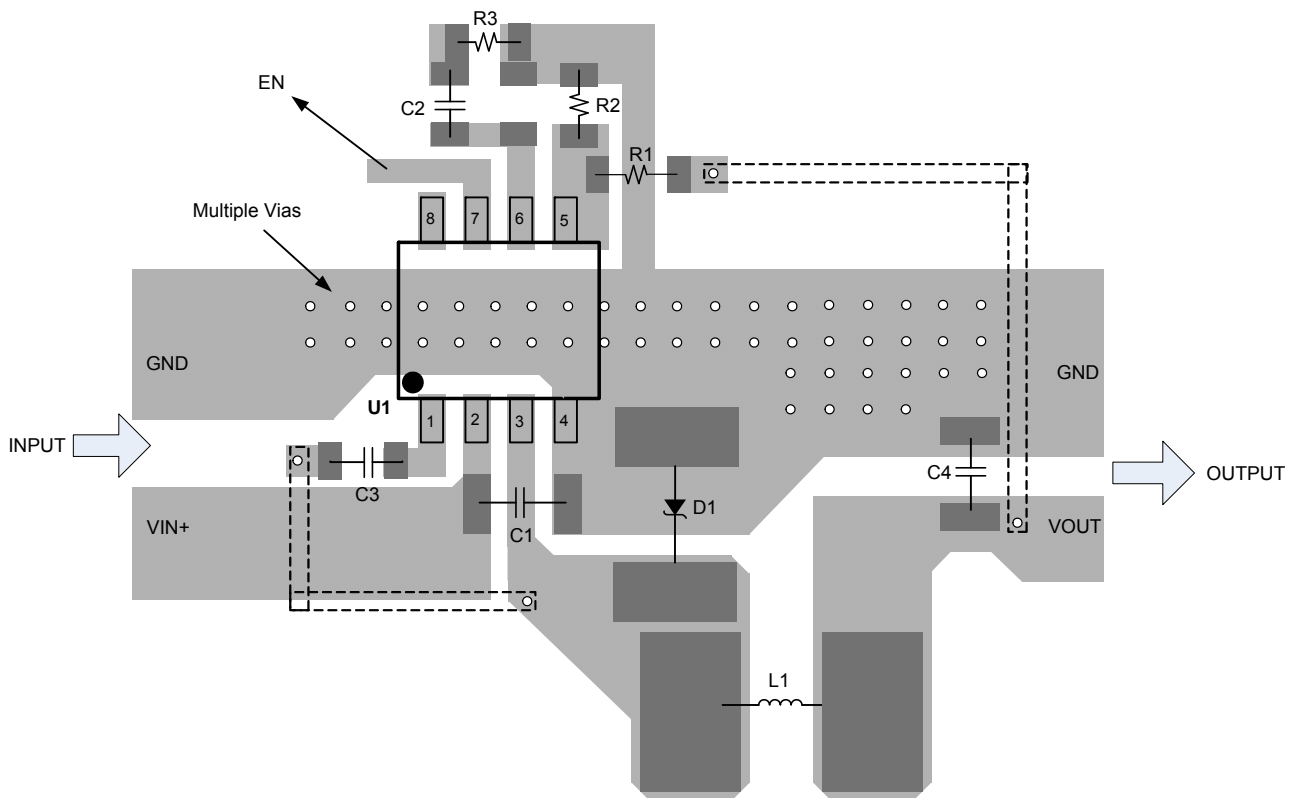 R3
EN
C2
R2
R1
Multiple Vias
8
7
6
5
GND
GND
U1
1
2
3
4
INPUT
C4
OUTPUT
C3
C1
D1
VIN+
VOUT
L1